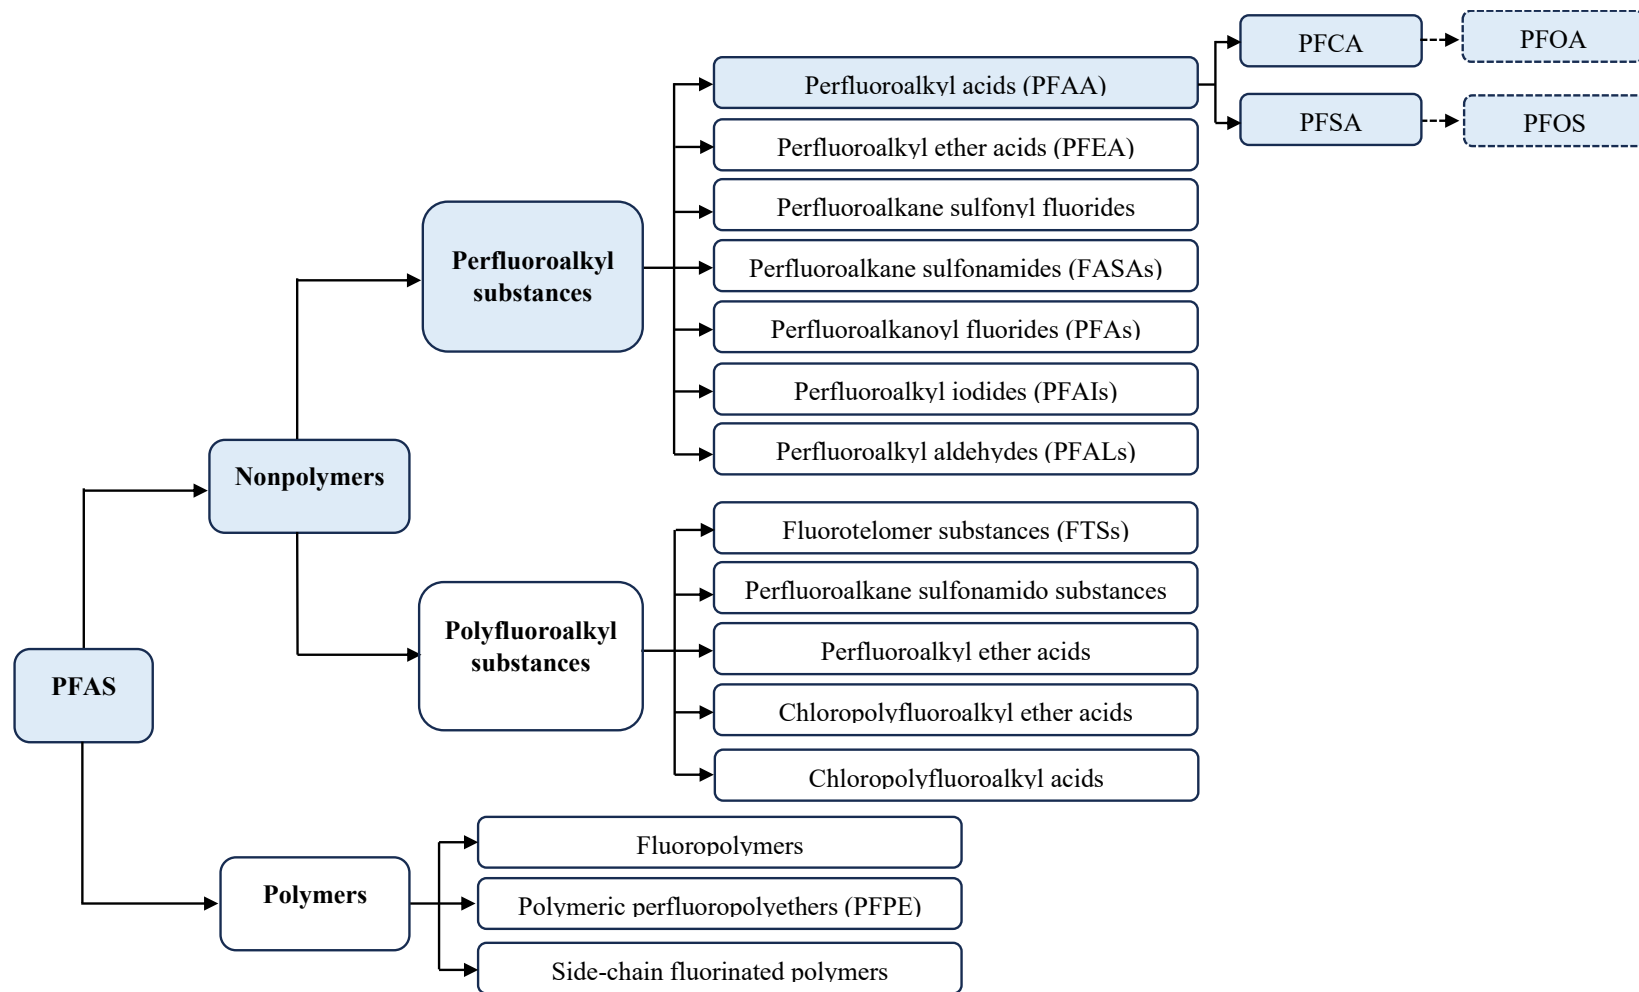 PFCA
PFOA
Perfluoroalkyl acids (PFAA)
PFSA
PFOS
Perfluoroalkyl ether acids (PFEA)
Perfluoroalkane sulfonyl fluorides
Perfluoroalkyl
substances
Perfluoroalkane sulfonamides (FASAs)
Perfluoroalkanoyl fluorides (PFAs)
Perfluoroalkyl iodides (PFAIs)
Perfluoroalkyl aldehydes (PFALs)
Nonpolymers
Fluorotelomer substances (FTSs)
Perfluoroalkane sulfonamido substances
Polyfluoroalkyl
substances
Perfluoroalkyl ether acids
Chloropolyfluoroalkyl ether acids
Chloropolyfluoroalkyl acids
PFAS
Fluoropolymers
Polymers
Polymeric perfluoropolyethers (PFPE)
Side-chain fluorinated polymers